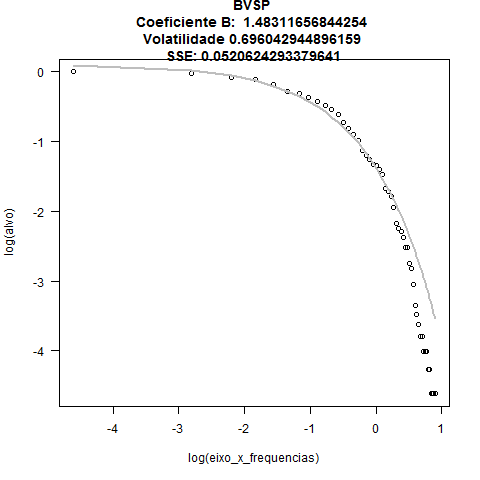 BVSP
Coeficiente B: 1.48311656844254
Volatilidade 0.696042944896159
SSE: 0.0520624293379641
0
-1
-2
-3
-4
log(alvo)
-4 -3 -2 -1 0 1
log(eixo_x_frequencias)